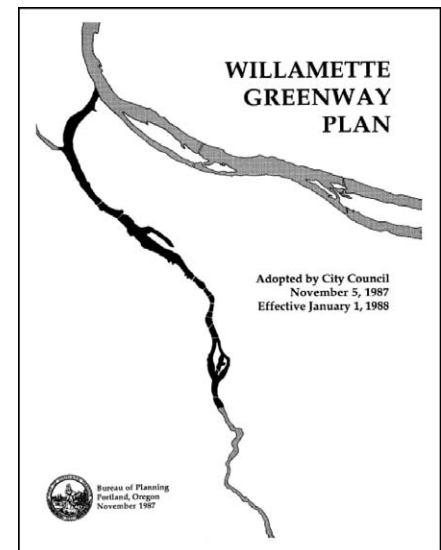 WILLAMETTE
GREENWAY
PLAN
Adopted by City Council
November 5, 1987
Effective January 1, 1988
Bureau of Planning
Portland, Oregon
November 1987